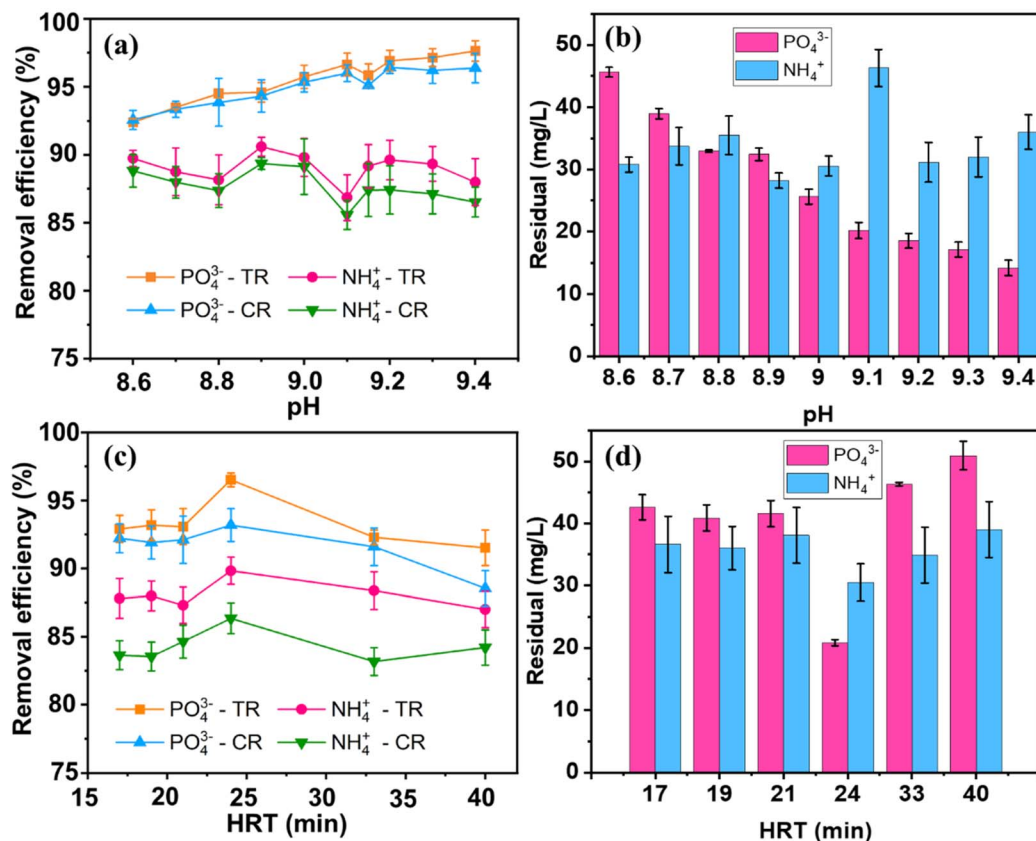 (a)
Removal efficiency (%)
100
95
90
85
80
75
PO₄³⁻ - TR
NH₄⁺ - TR
PO₄³⁻ - CR
NH₄⁺ - CR
8.6 8.8 9.0 9.2 9.4
pH
(b)
Residual (mg/L)
50
40
30
20
10
0
PO₄³⁻
NH₄⁺
8.6 8.7 8.8 8.9 9 9.1 9.2 9.3 9.4
pH
(c)
Removal efficiency (%)
100
95
90
85
80
75
PO₄³⁻ - TR
NH₄⁺ - TR
PO₄³⁻ - CR
NH₄⁺ - CR
15 20 25 30 35 40
HRT (min)
(d)
Residual (mg/L)
50
40
30
20
10
0
PO₄³⁻
NH₄⁺
17 19 21 24 33 40
HRT (min)